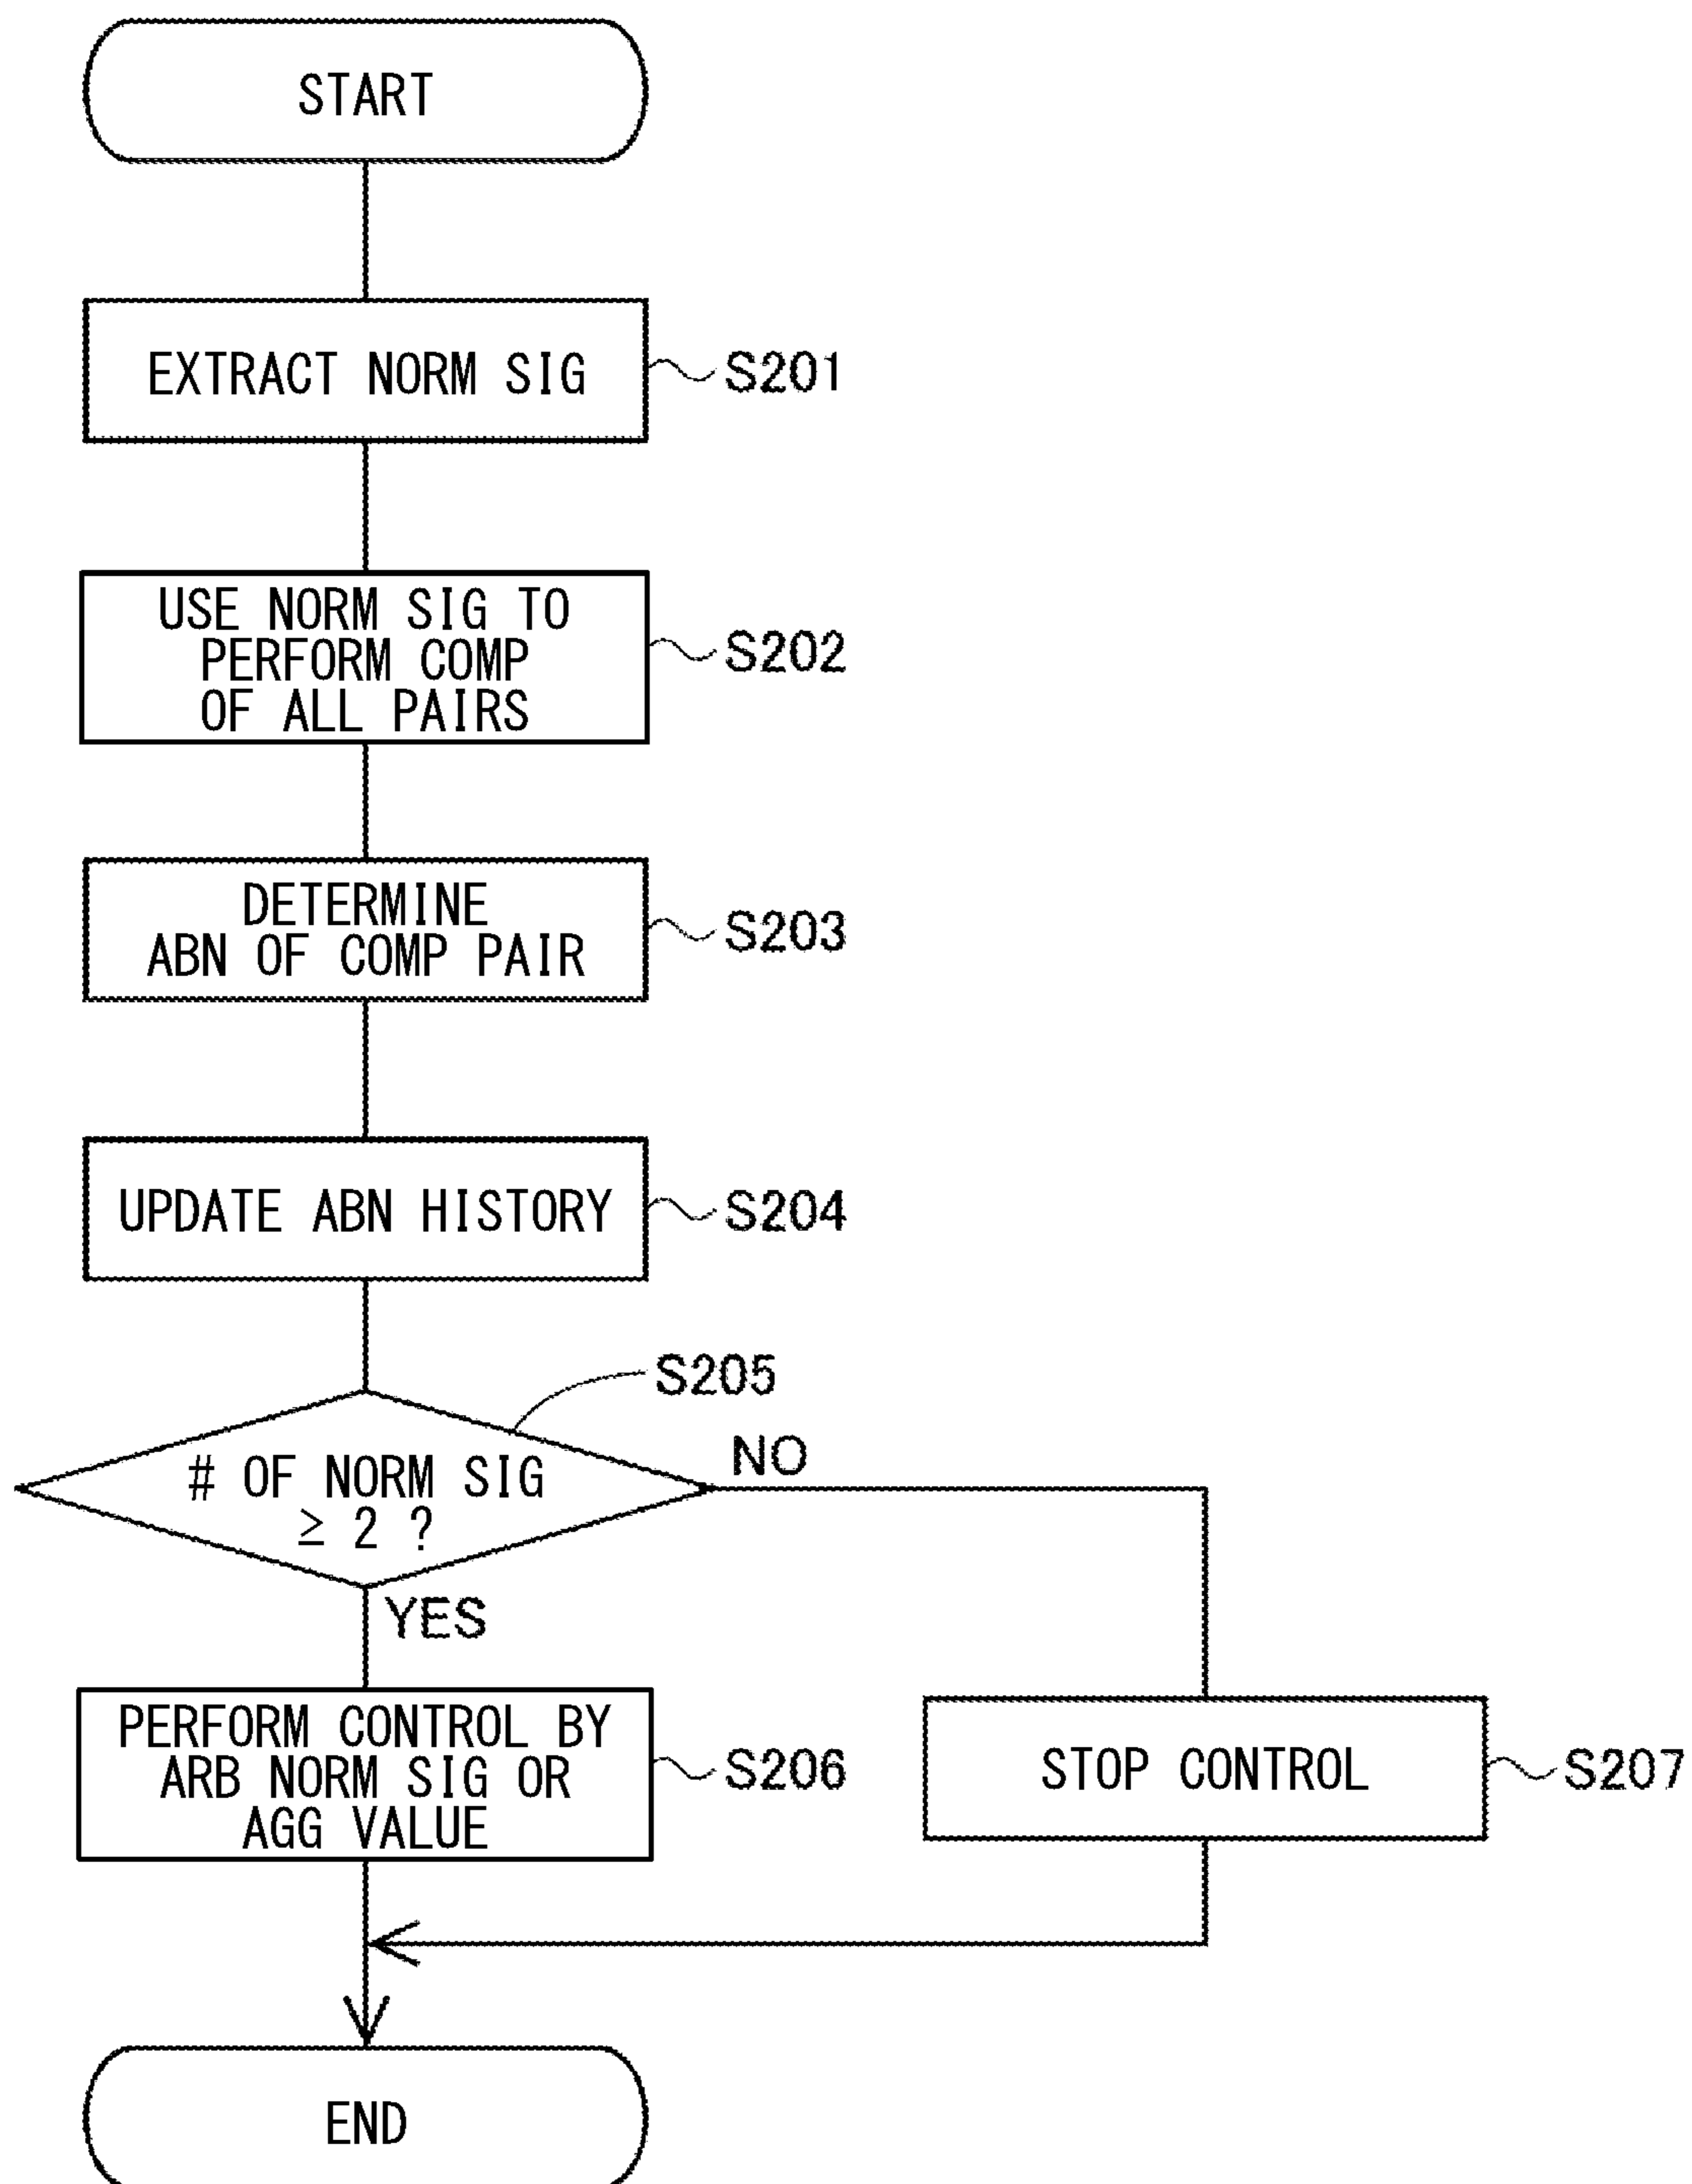 START
EXTRACT NORM SIG
S201
USE NORM SIG TO
PERFORM COMP
OF ALL PAIRS
S202
DETERMINE
ABN OF COMP PAIR
S203
UPDATE ABN HISTORY
S204
S205
# OF NORM SIG
≥ 2 ?
NO
YES
PERFORM CONTROL BY
ARB NORM SIG OR
AGG VALUE
S206
STOP CONTROL
S207
END